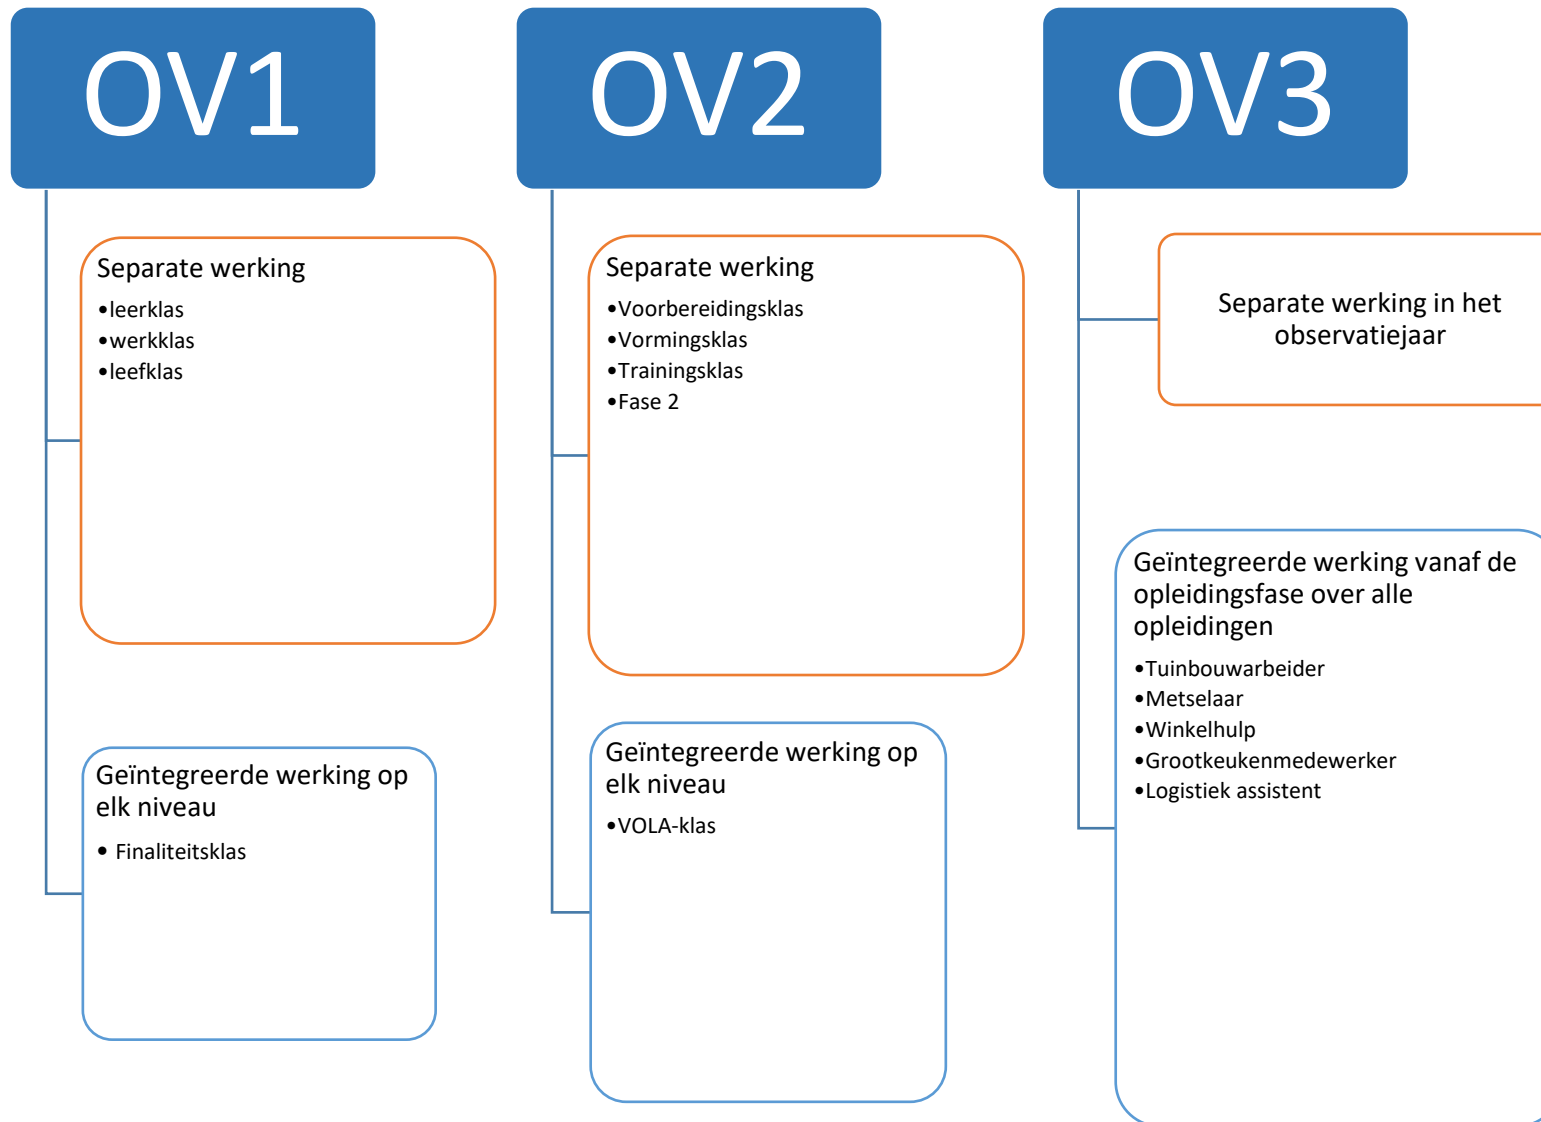 OV1
Separate werking
•leerklas
•werkklas
•leefklas
Geïntegreerde werking op
elk niveau
• Finaliteitsklas
OV2
Separate werking
•Voorbereidingsklas
•Vormingsklas
•Trainingsklas
•Fase 2
Geïntegreerde werking op
elk niveau
•VOLA-klas
OV3
Separate werking in het
observatiejaar
Geïntegreerde werking vanaf de
opleidingsfase over alle
opleidingen
•Tuinbouwarbeider
•Metselaar
•Winkelhulp
•Grootkeukenmedewerker
•Logistiek assistent